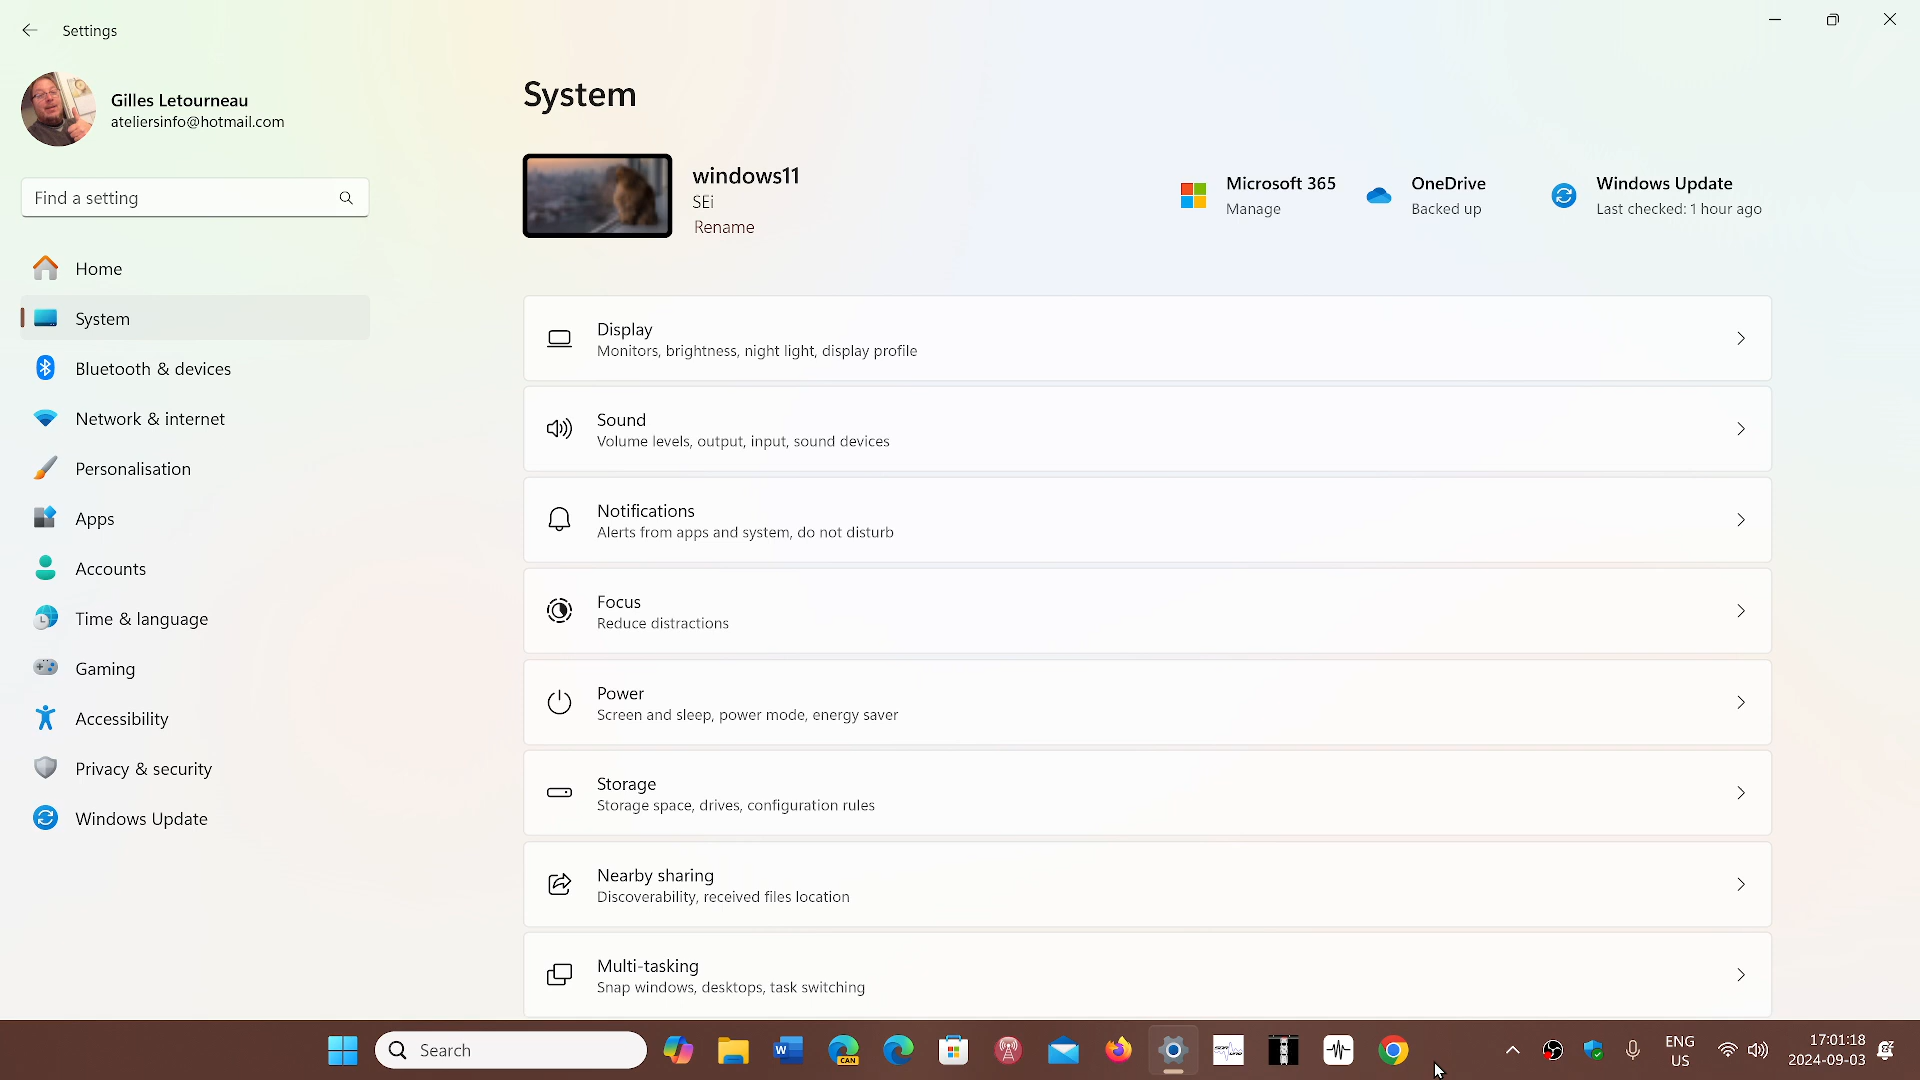 Settings
Gilles Letourneau
ateliersinfo@hotmail.com
Find a setting
Home
System
Bluetooth & devices
Network & internet
Personalisation
Apps
Accounts
Time & language
Gaming
Accessibility
Privacy & security
Windows Update
System
windows11
SEi
Rename
Microsoft 365
Manage
OneDrive
Backed up
Windows Update
Last checked: 1 hour ago
Display
Monitors, brightness, night light, display profile
Sound
Volume levels, output, input, sound devices
Notifications
Alerts from apps and system, do not disturb
Focus
Reduce distractions
Power
Screen and sleep, power mode, energy saver
Storage
Storage space, drives, configuration rules
Nearby sharing
Discoverability, received files location
Multi-tasking
Snap windows, desktops, task switching
Search
W
CAN
ENG
US
17:01:18
2024-09-03